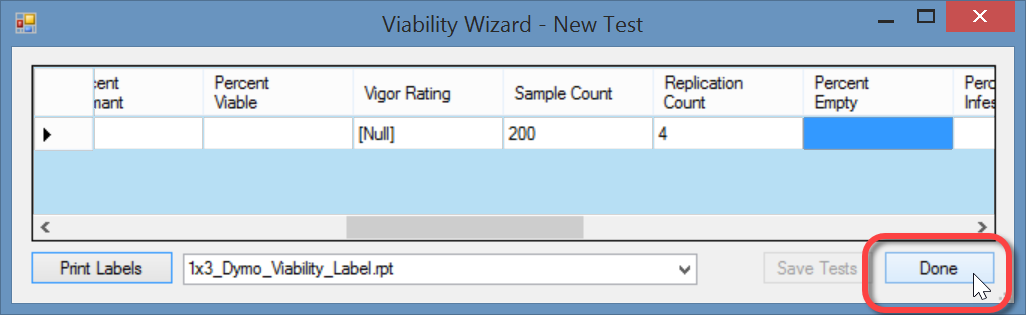 Viability Wizard - New Test
Percent
Viable
Vigor Rating
Sample Count
Replication
Count
Percent
Empty
[Null]
200
4
Print Labels
1x3_Dymo_Viability_Label.rpt
Save Tests
Done